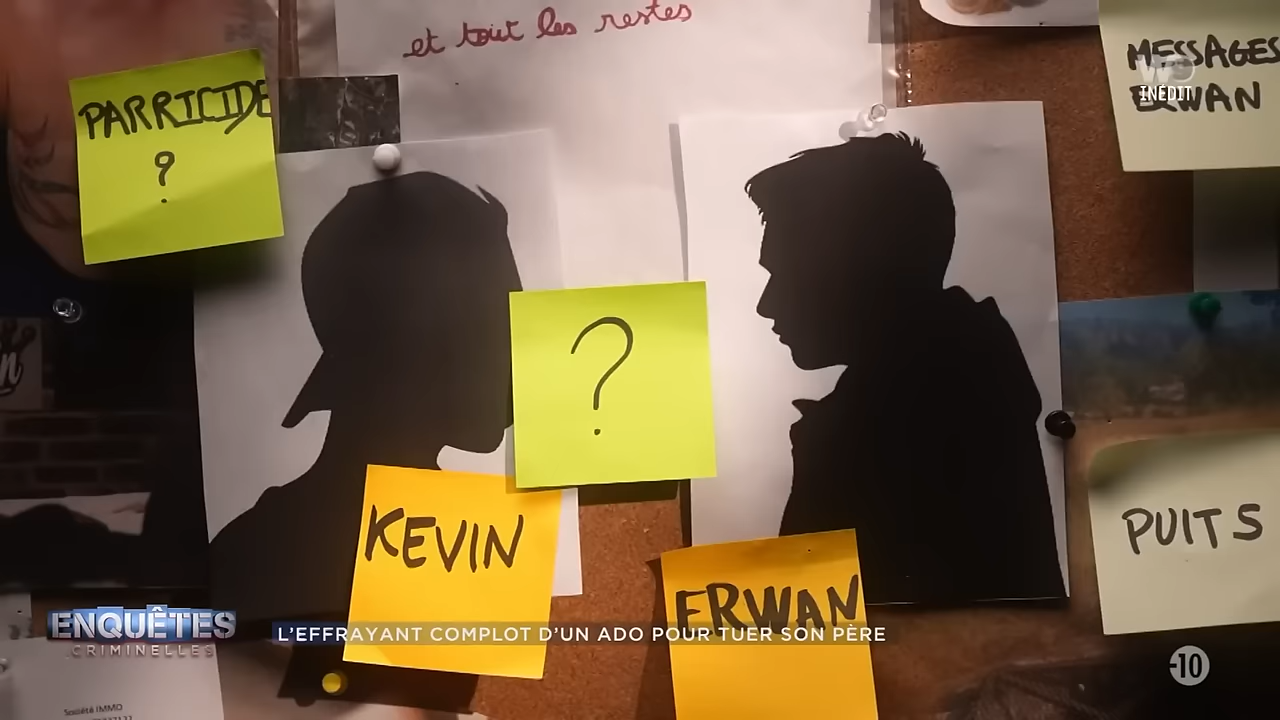 et tout les restes
PARRICIDE
?
MESSAGES
ERWAN
W9
INÉDIT
?
KEVIN
ERWAN
PUITS
ENQUÊTES
CRIMINELLES
L'EFFRAYANT COMPLOT D'UN ADO POUR TUER SON PÈRE
-10
Société IMMO